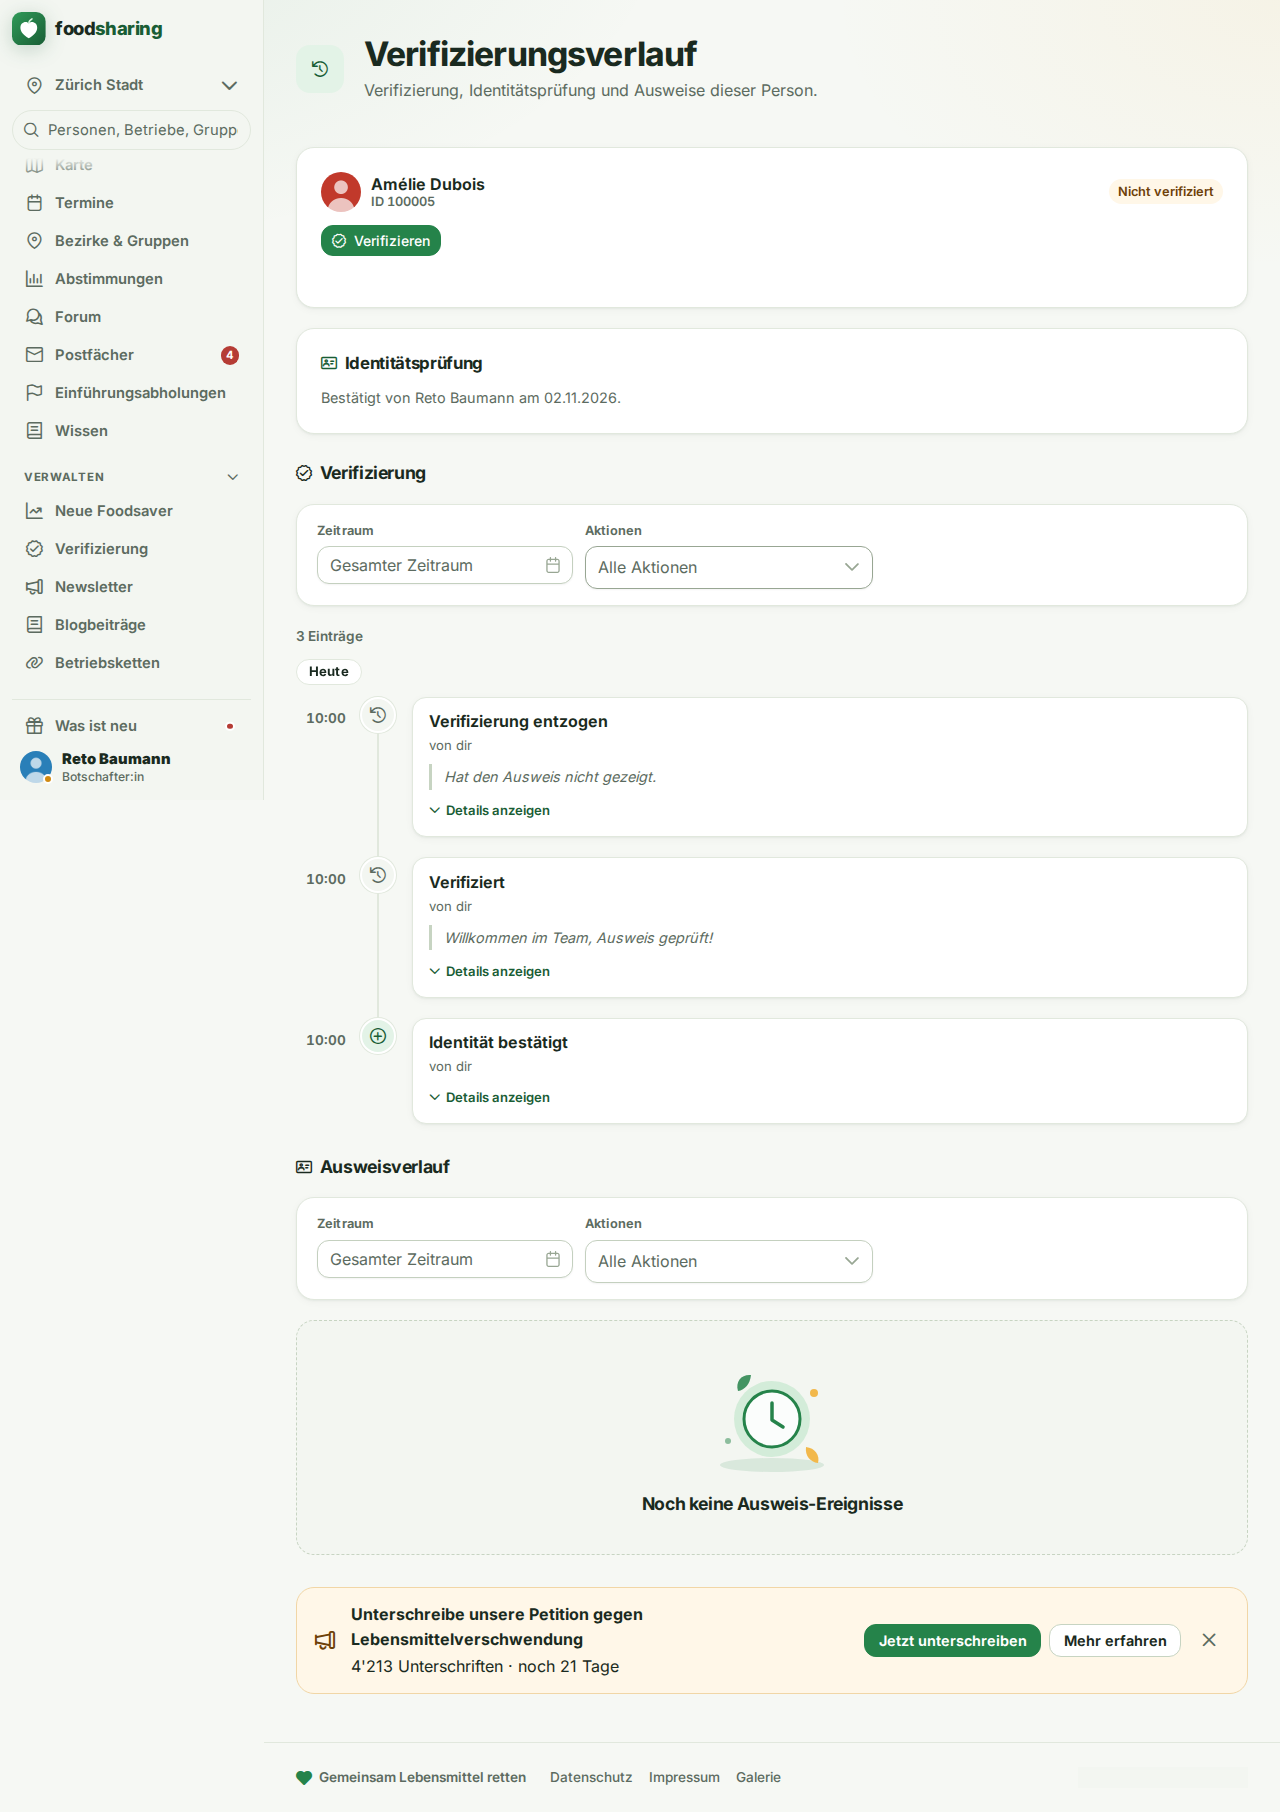 foodsharing
Zürich Stadt
Personen, Betriebe, Grupp
Karte
Termine
Bezirke & Gruppen
Abstimmungen
Forum
Postfächer 4
Einführungsabholungen
Wissen
VERWALTEN
Neue Foodsaver
Verifizierung
Newsletter
Blogbeiträge
Betriebsketten
Was ist neu
Reto Baumann
Botschafter:in
Verifizierungsverlauf
Verifizierung, Identitätsprüfung und Ausweise dieser Person.
Amélie Dubois
ID 100005
Nicht verifiziert
Verifizieren
Identitätsprüfung
Bestätigt von Reto Baumann am 02.11.2026.
Verifizierung
Zeitraum Aktionen
Gesamter Zeitraum Alle Aktionen
3 Einträge
Heute
10:00 Verifizierung entzogen
von dir
Hat den Ausweis nicht gezeigt.
Details anzeigen
10:00 Verifiziert
von dir
Willkommen im Team, Ausweis geprüft!
Details anzeigen
10:00 Identität bestätigt
von dir
Details anzeigen
Ausweisverlauf
Zeitraum Aktionen
Gesamter Zeitraum Alle Aktionen
Noch keine Ausweis-Ereignisse
Unterschreibe unsere Petition gegen
Lebensmittelverschwendung
4'213 Unterschriften · noch 21 Tage
Jetzt unterschreiben Mehr erfahren
Gemeinsam Lebensmittel retten Datenschutz Impressum Galerie